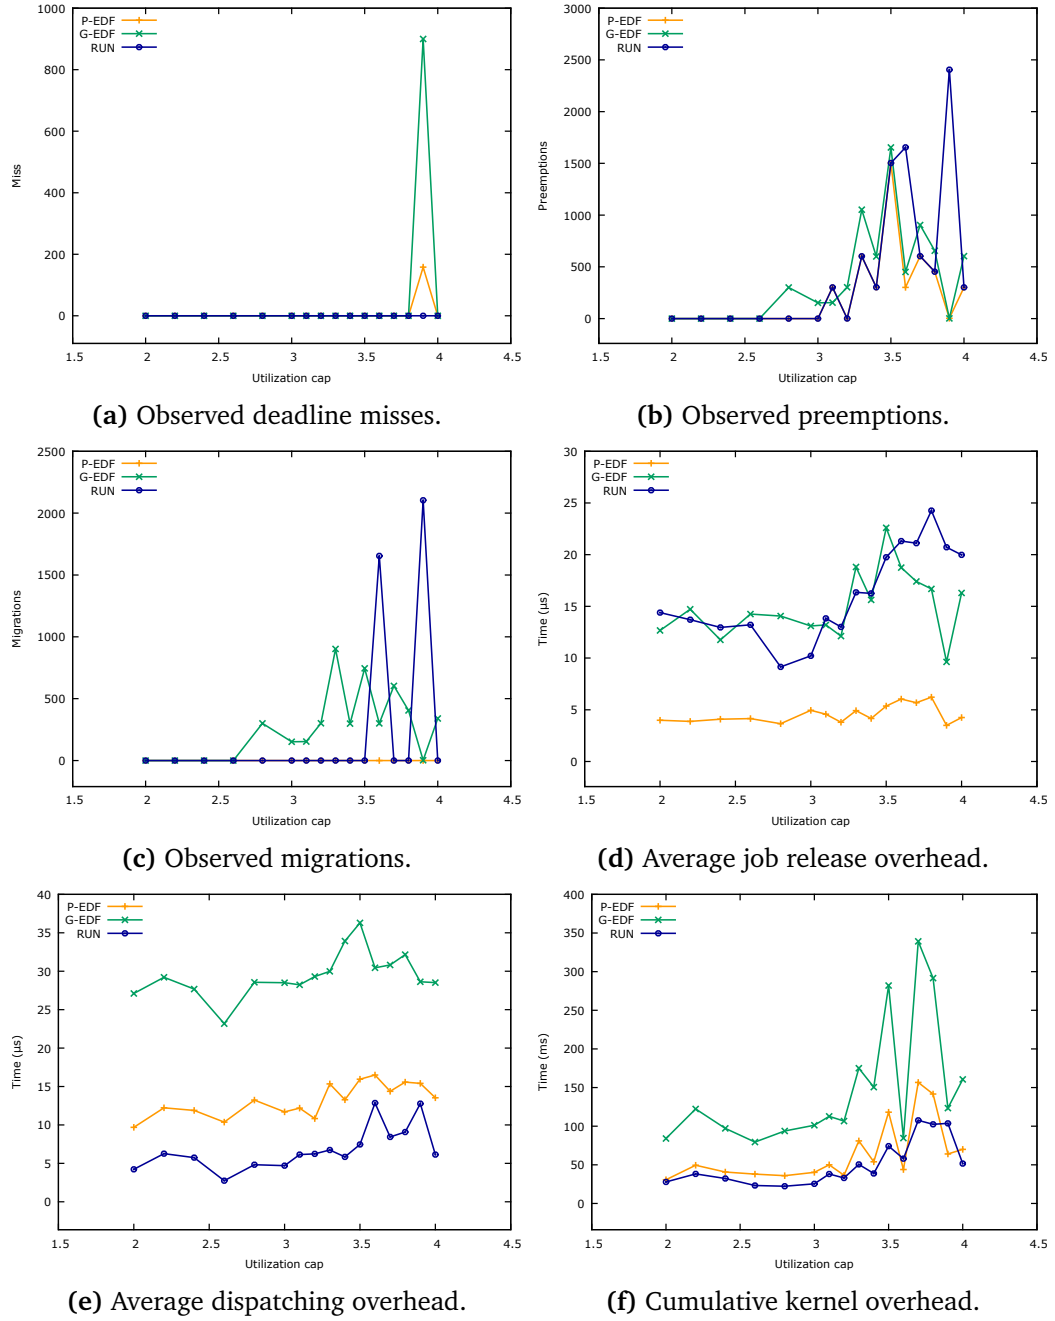 1000
800
600
400
200
0
Miss
P-EDF
G-EDF
RUN
1.5 2 2.5 3 3.5 4 4.5
Utilization cap
(a) Observed deadline misses.
3000
2500
2000
1500
1000
500
0
Preemptions
P-EDF
G-EDF
RUN
1.5 2 2.5 3 3.5 4 4.5
Utilization cap
(b) Observed preemptions.
2500
2000
1500
1000
500
0
Migrations
P-EDF
G-EDF
RUN
1.5 2 2.5 3 3.5 4 4.5
Utilization cap
(c) Observed migrations.
30
25
20
15
10
5
0
Time (µs)
P-EDF
G-EDF
RUN
1.5 2 2.5 3 3.5 4 4.5
Utilization cap
(d) Average job release overhead.
40
35
30
25
20
15
10
5
0
Time (µs)
P-EDF
G-EDF
RUN
1.5 2 2.5 3 3.5 4 4.5
Utilization cap
(e) Average dispatching overhead.
400
350
300
250
200
150
100
50
0
Time (ms)
P-EDF
G-EDF
RUN
1.5 2 2.5 3 3.5 4 4.5
Utilization cap
(f) Cumulative kernel overhead.